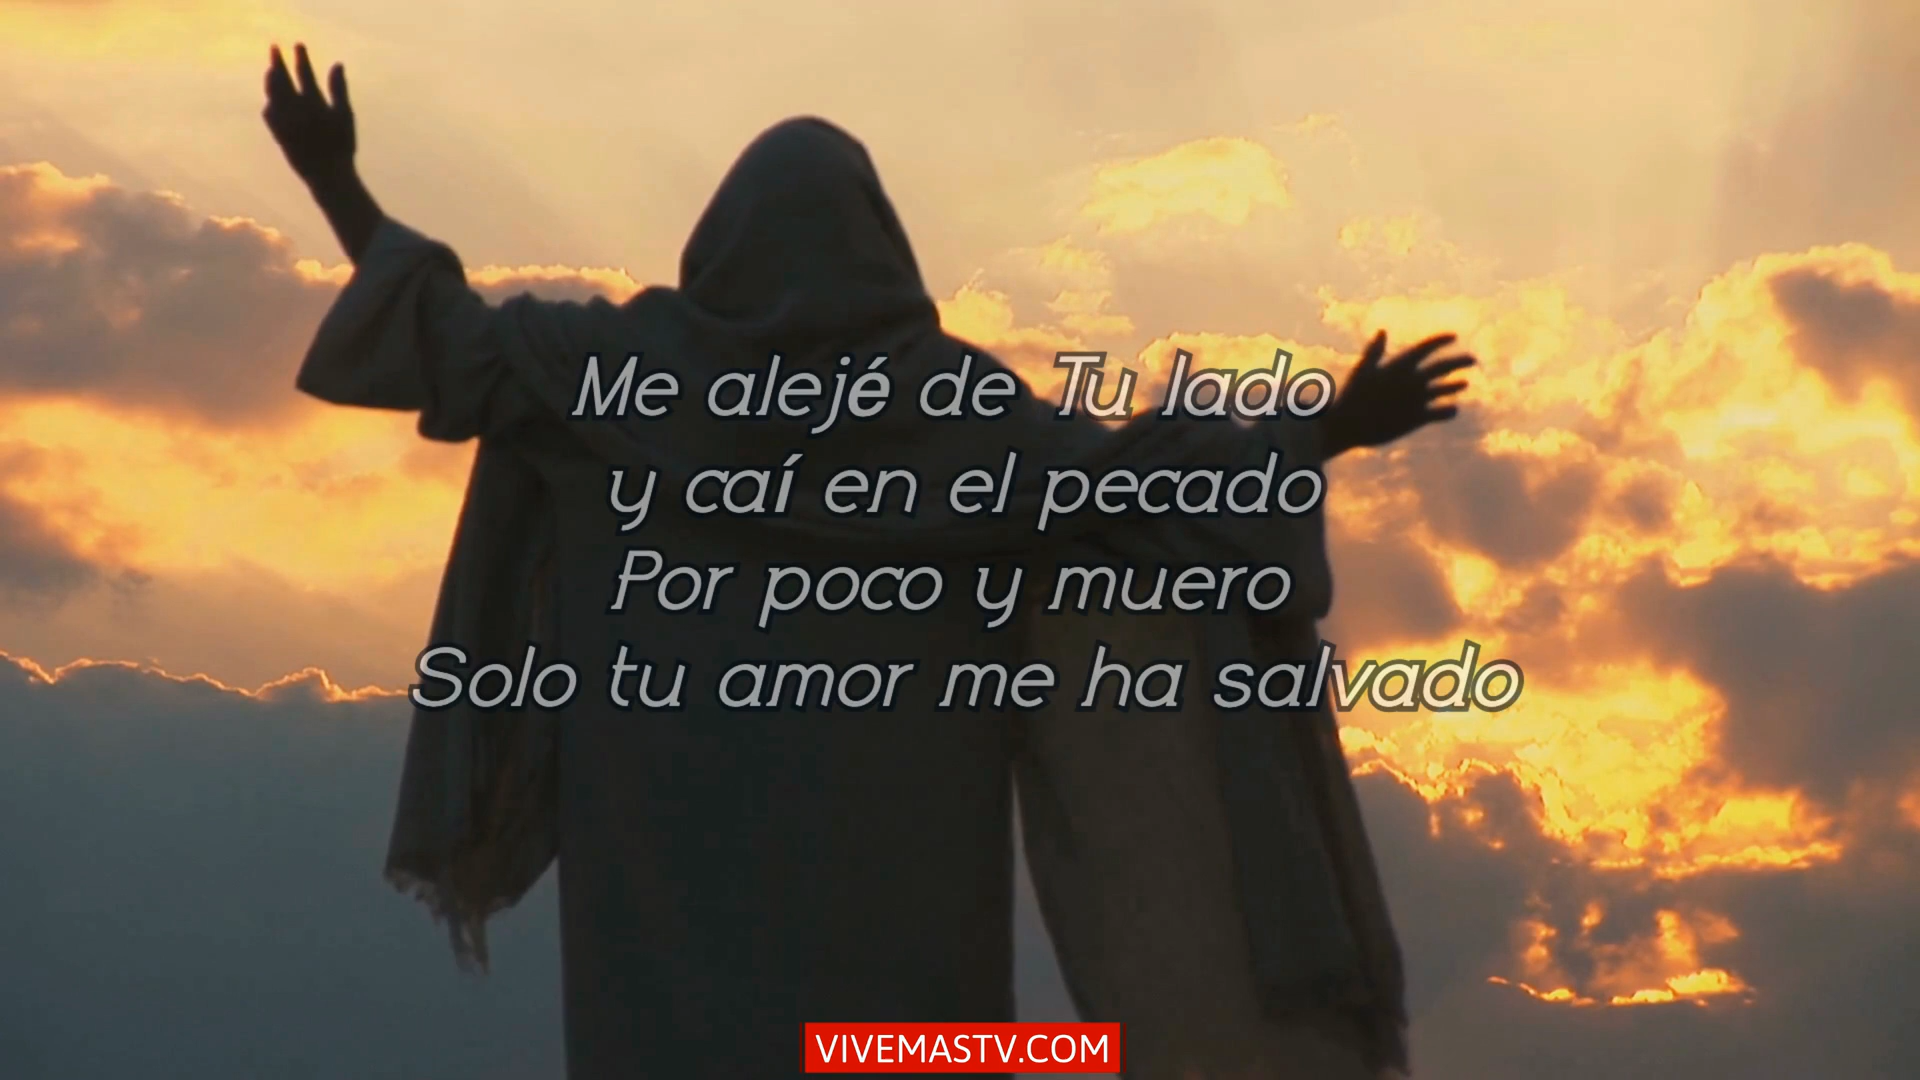 Me alejé de Tu lado
y caí en el pecado
Por poco y muero
Solo tu amor me ha salvado
VIVEMASTV.COM